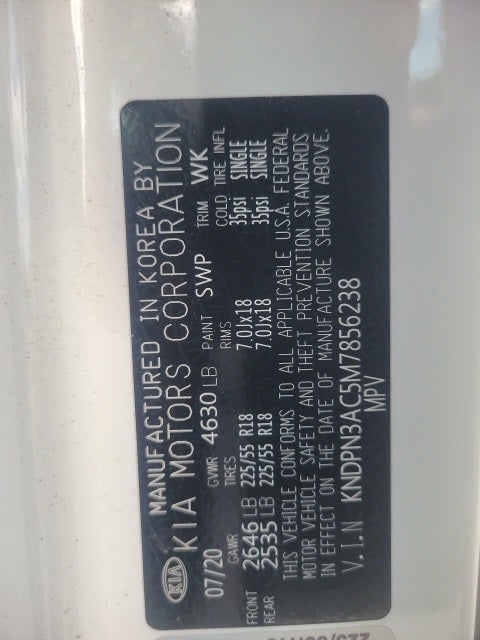 KIA
MANUFACTURED IN KOREA BY
KIA MOTORS CORPORATION
07/20 GVWR 4630 LB PAINT SWP TRIM WK
GAWR TIRES RIMS COLD TIRE INFL
FRONT 2646 LB 225/55 R18 7.0Jx18 35psi SINGLE
REAR 2535 LB 225/55 R18 7.0Jx18 35psi SINGLE
THIS VEHICLE CONFORMS TO ALL APPLICABLE U.S.A. FEDERAL
MOTOR VEHICLE SAFETY AND THEFT PREVENTION STANDARDS
IN EFFECT ON THE DATE OF MANUFACTURE SHOWN ABOVE.
V.I.N KNDPN3AC5M7856238
MPV